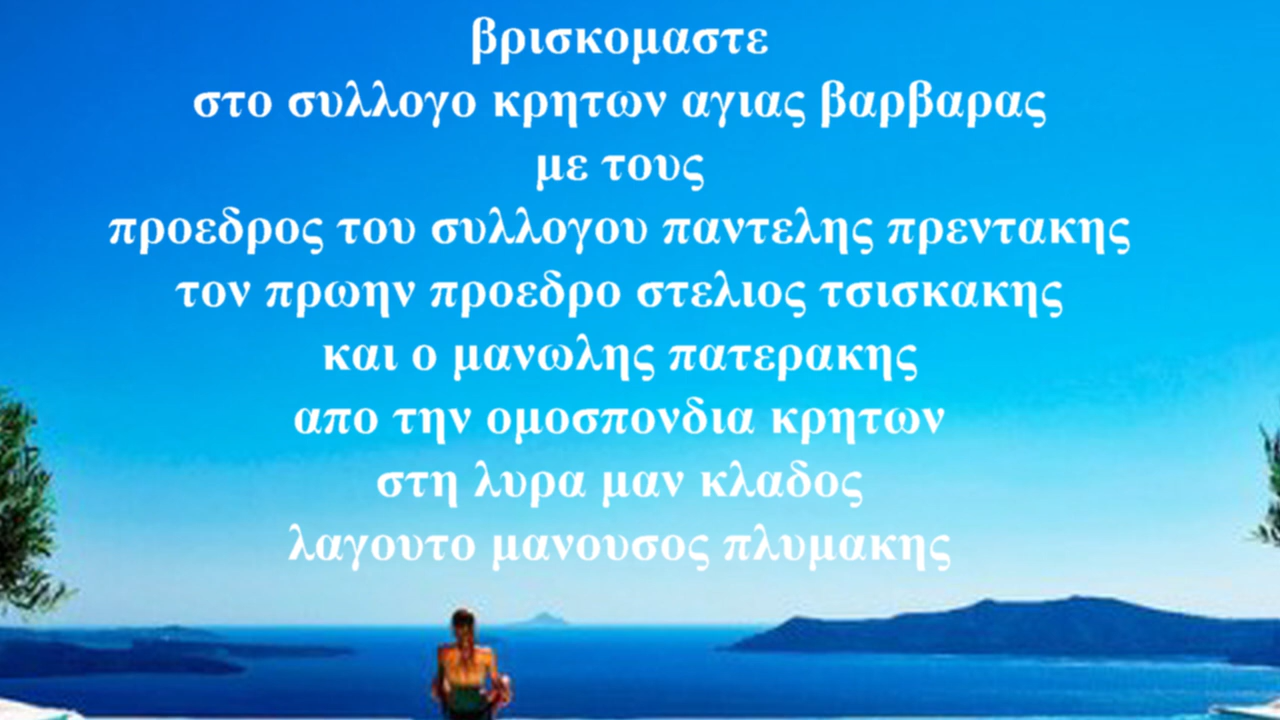 βρισκομαστε
στο συλλογο κρητων αγιας βαρβαρας
με τους
προεδρος του συλλογου παντελης πρεντακης
τον πρωην προεδρο στελιος τσισκακης
και ο μανωλης πατερακης
απο την ομοσπονδια κρητων
στη λυρα μαν κλαδος
λαγουτο μανουσος πλυμακης